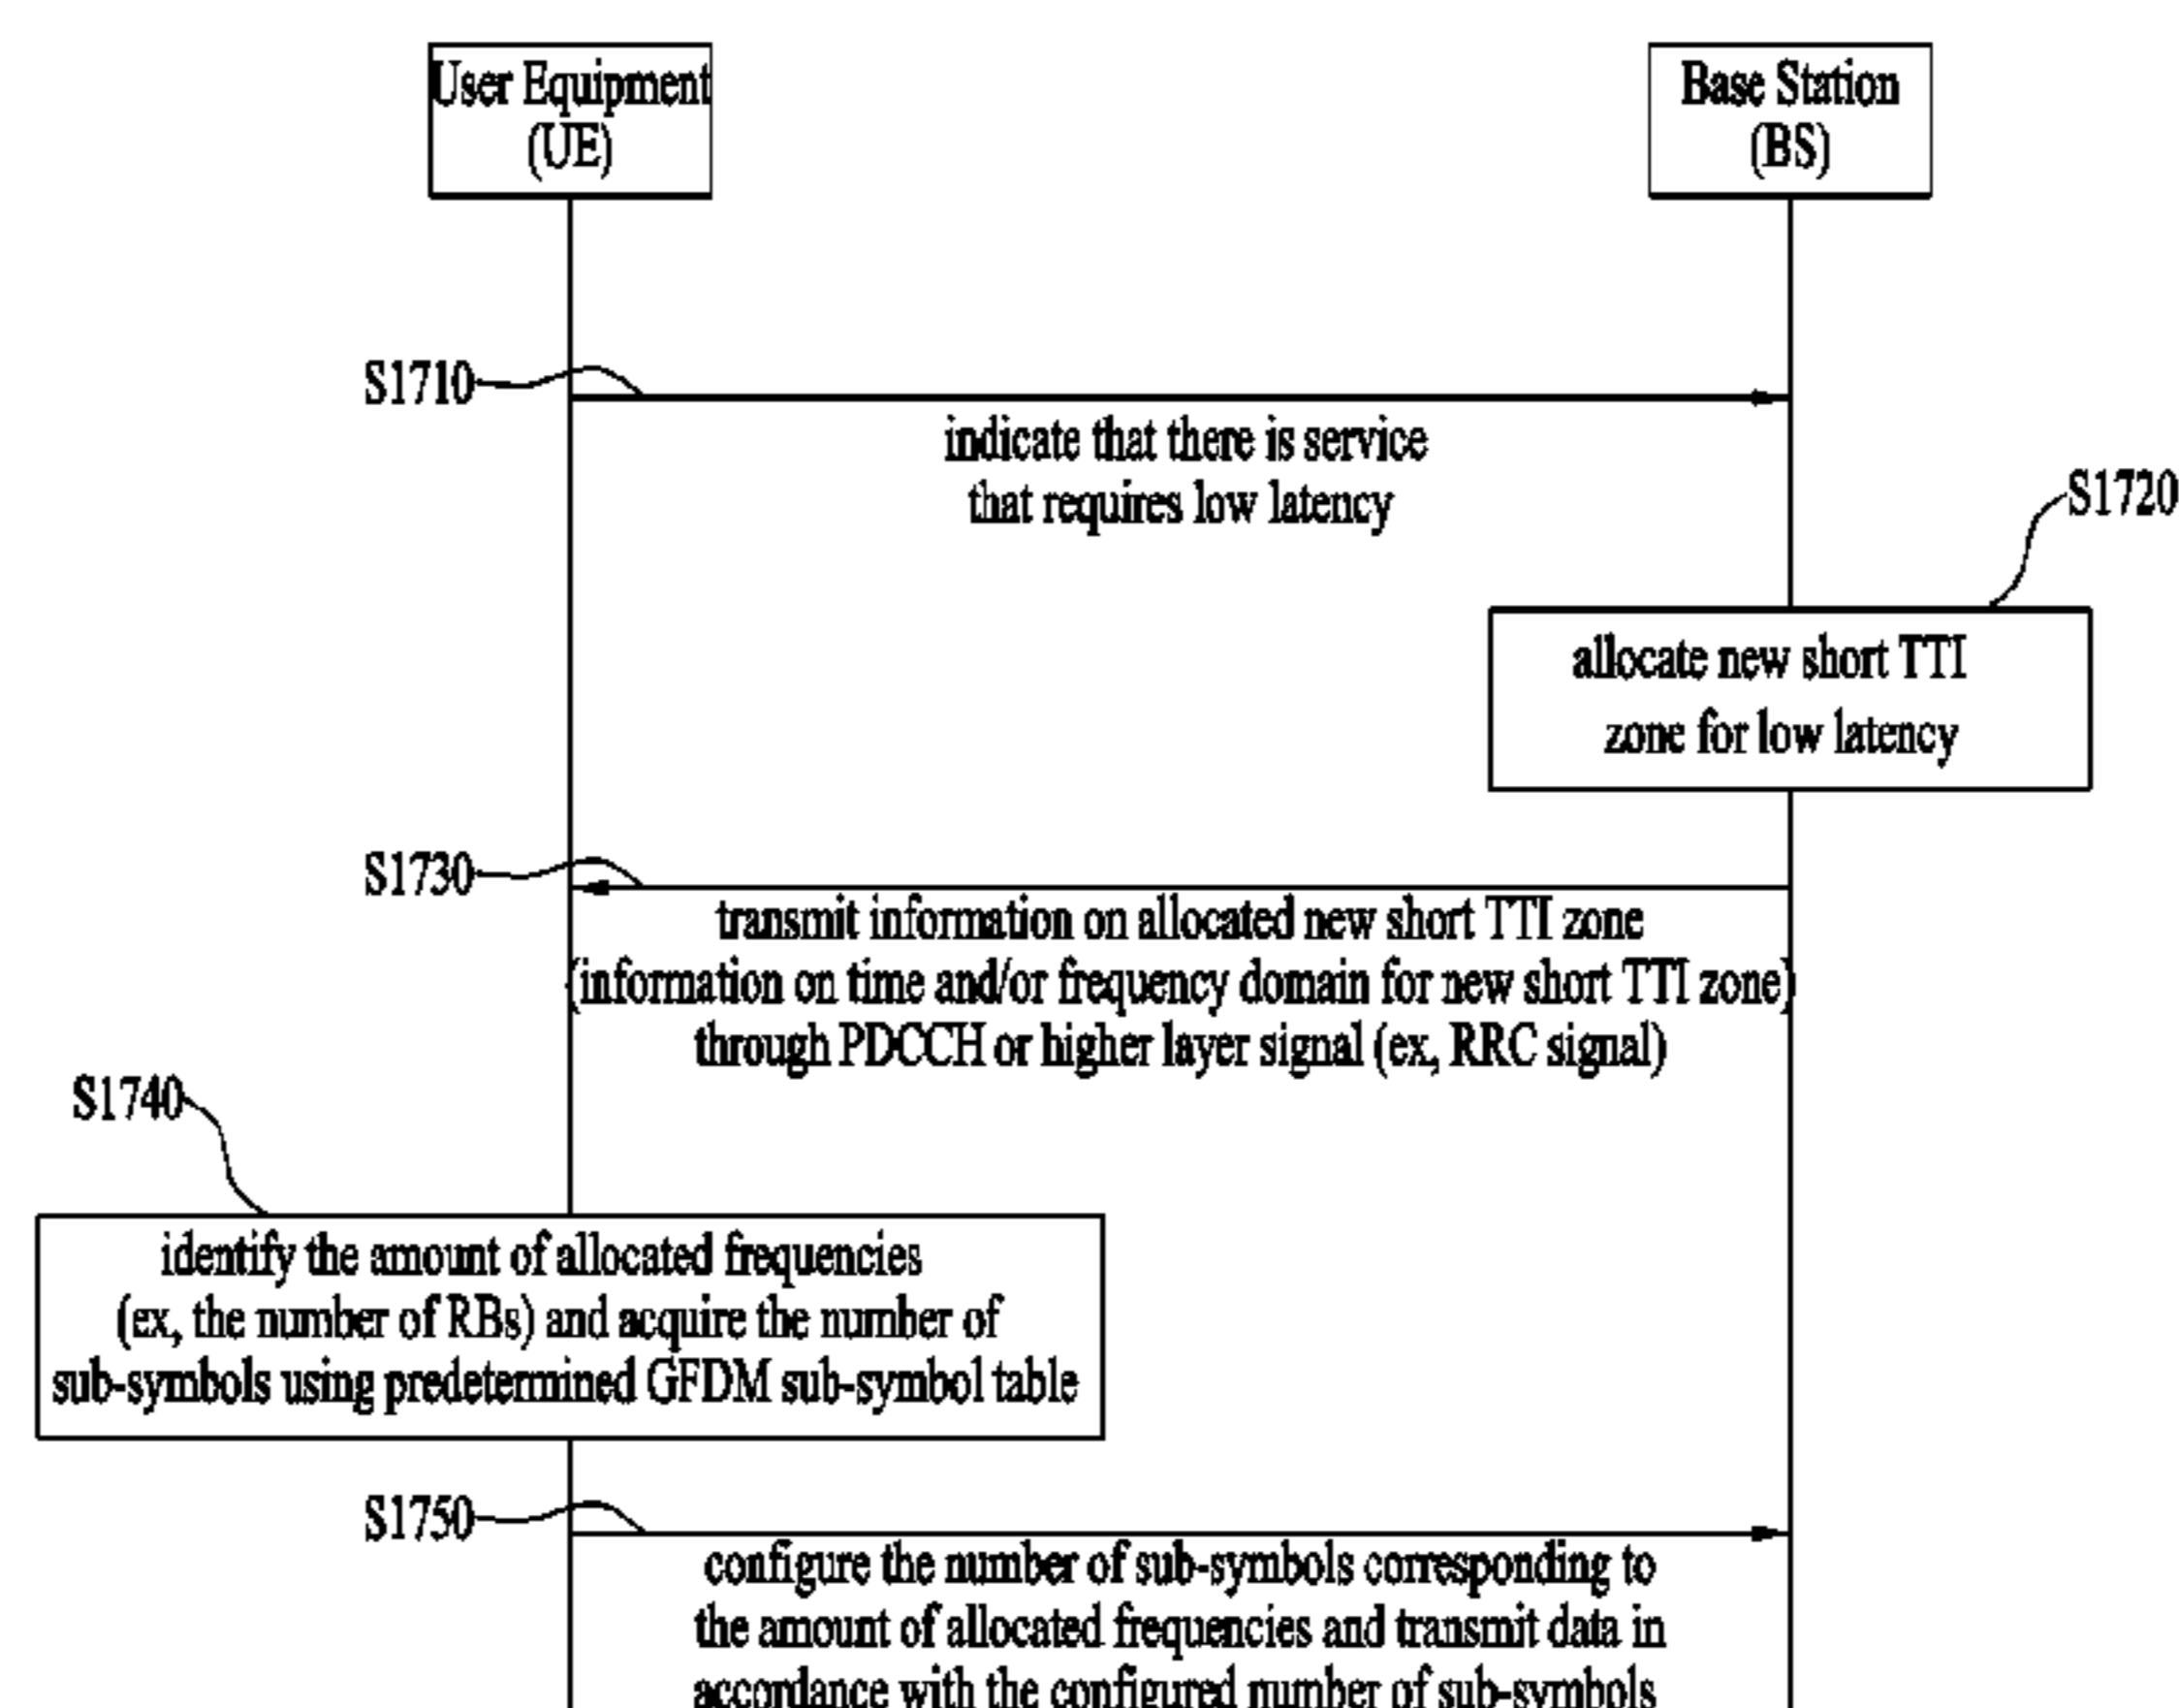 User Equipment
(UE)
Base Station
(BS)
S1710
indicate that there is service
that requires low latency
S1720
allocate new short TTI
zone for low latency
S1730
transmit information on allocated new short TTI zone
(information on time and/or frequency domain for new short TTI zone)
through PDCCH or higher layer signal (ex, RRC signal)
S1740
identify the amount of allocated frequencies
(ex, the number of RBs) and acquire the number of
sub-symbols using predetermined GFDM sub-symbol table
S1750
configure the number of sub-symbols corresponding to
the amount of allocated frequencies and transmit data in
accordance with the configured number of sub-symbols